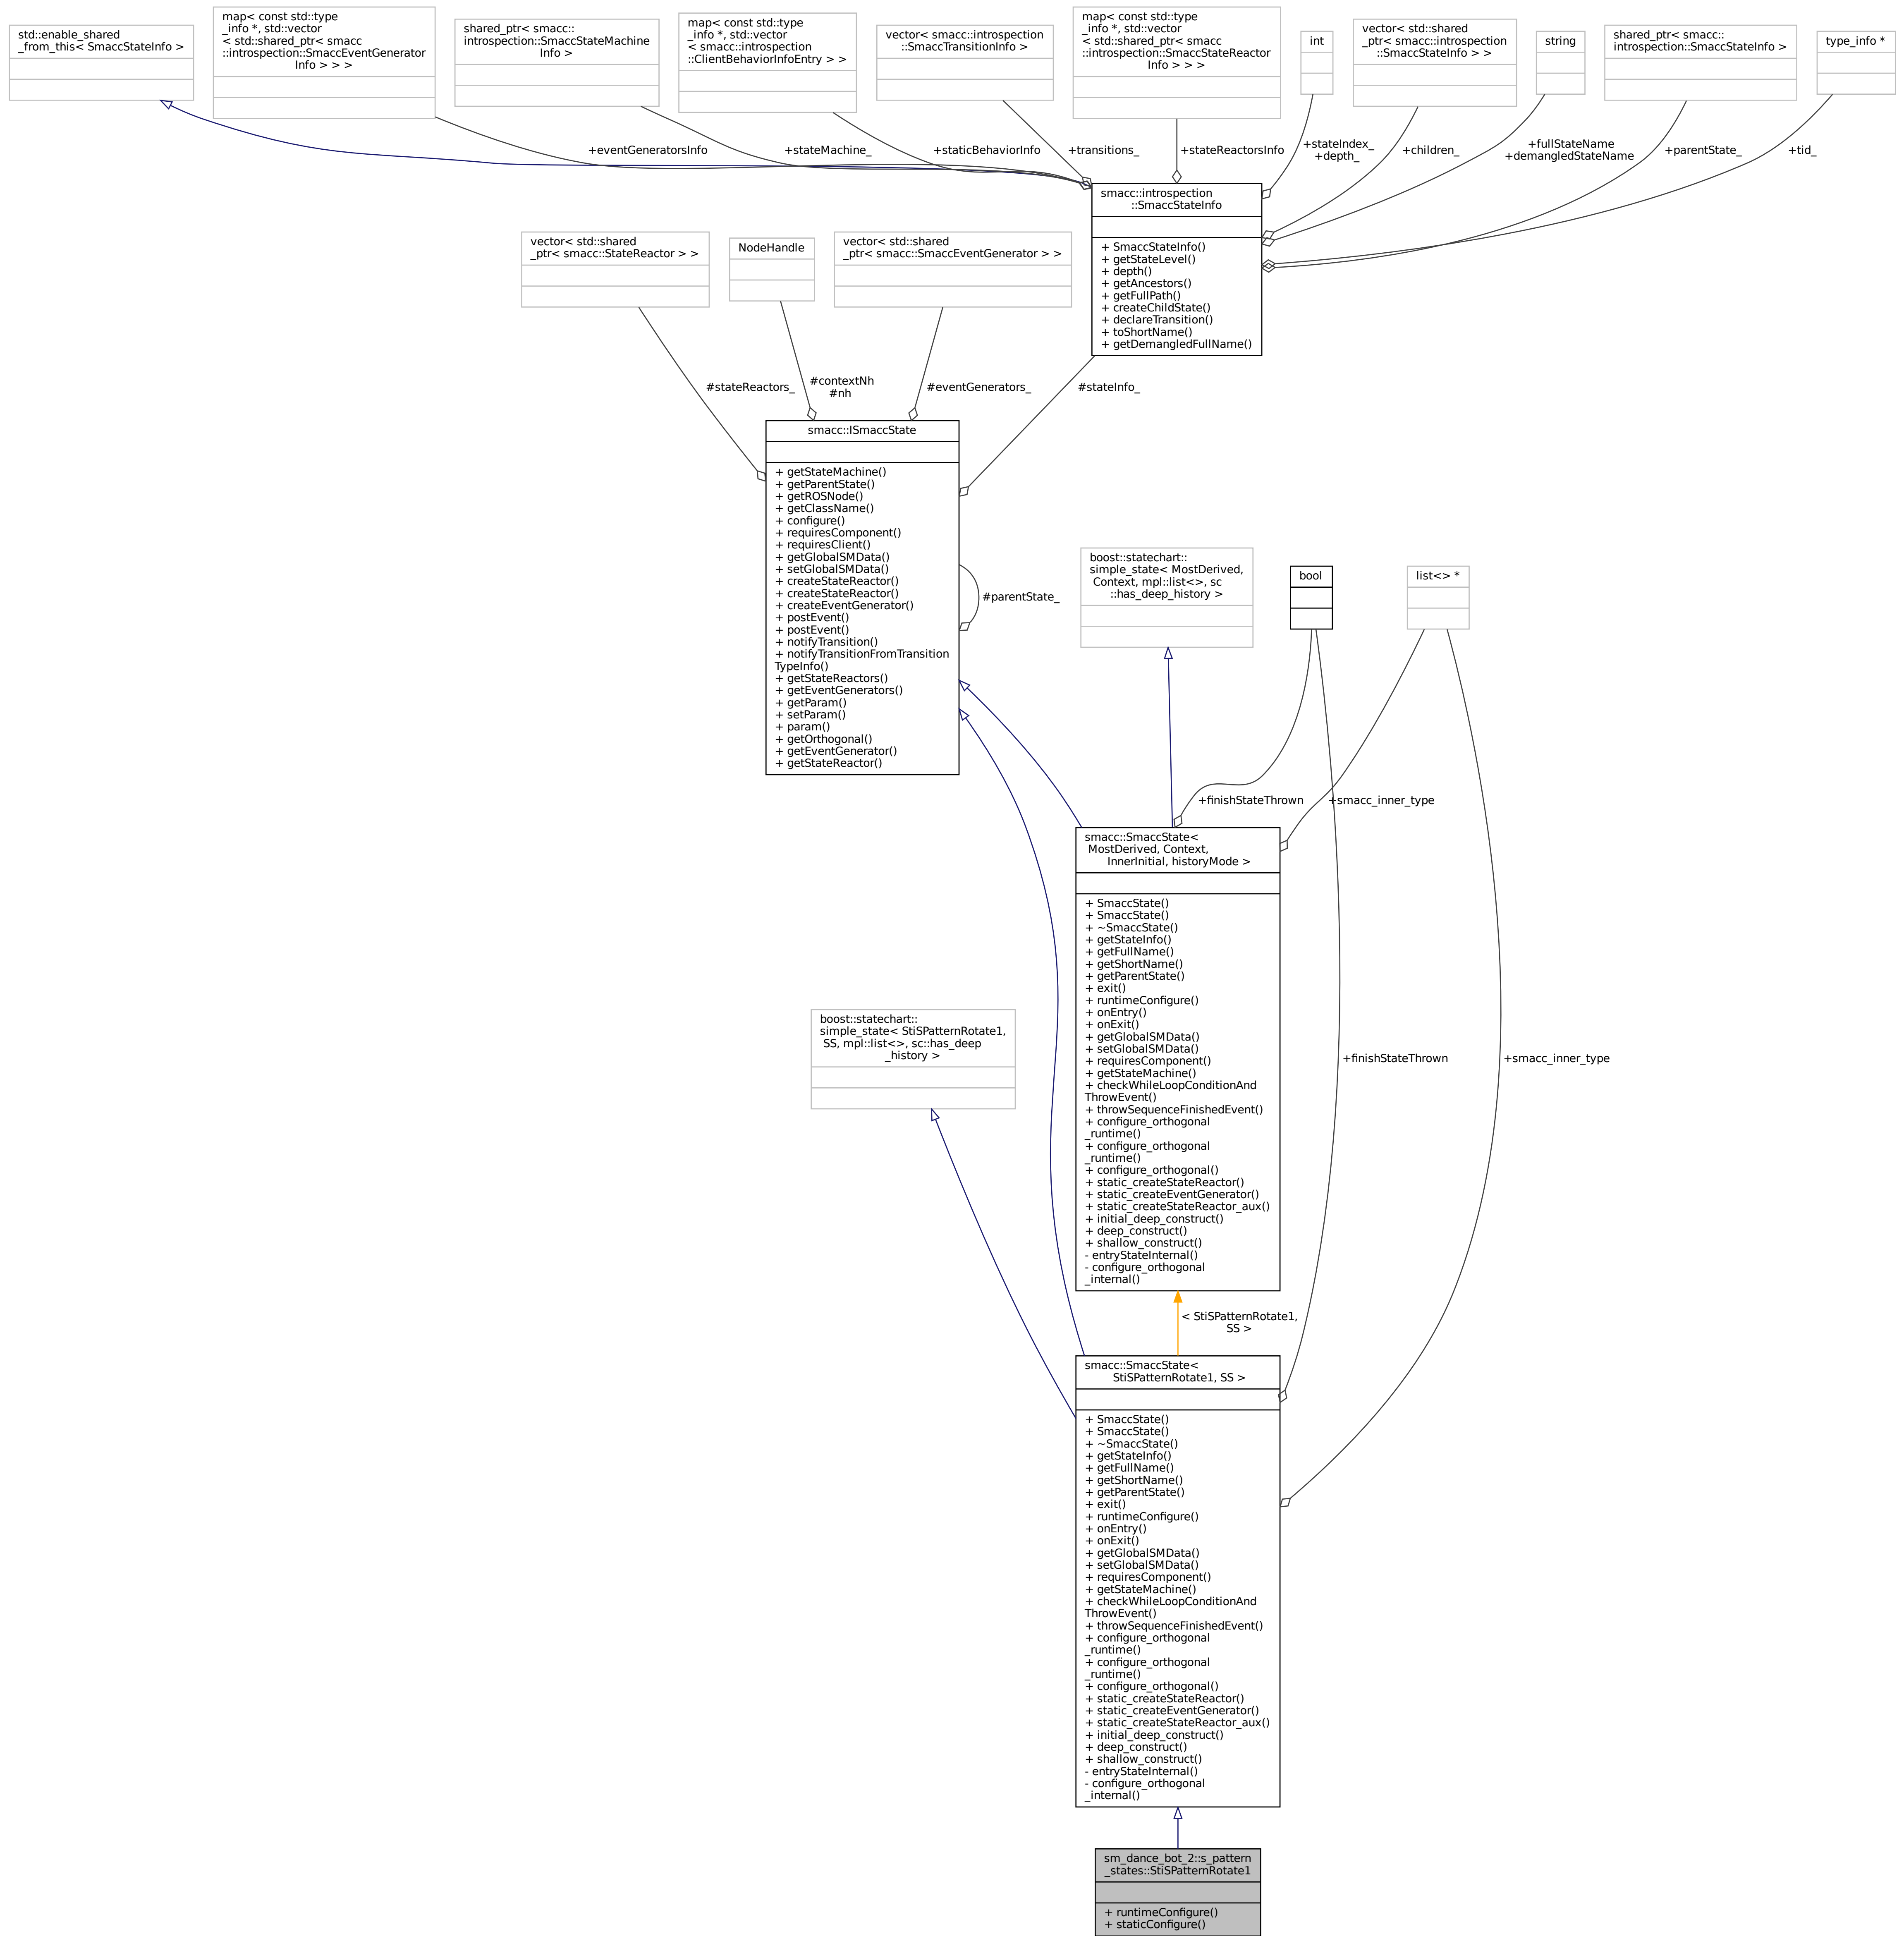 std::enable_shared
_from_this< SmaccStateInfo >
map< const std::type
_info *, std::vector
< std::shared_ptr< smacc
::introspection::SmaccEventGenerator
Info > > >
shared_ptr< smacc::
introspection::SmaccStateMachine
Info >
map< const std::type
_info *, std::vector
< smacc::introspection
::ClientBehaviorInfoEntry > >
vector< smacc::introspection
::SmaccTransitionInfo >
map< const std::type
_info *, std::vector
< std::shared_ptr< smacc
::introspection::SmaccStateReactor
Info > > >
int
vector< std::shared
_ptr< smacc::introspection
::SmaccStateInfo > >
string
shared_ptr< smacc::
introspection::SmaccStateInfo >
type_info *
+eventGeneratorsInfo
+stateMachine_
+staticBehaviorInfo
+transitions_
+stateReactorsInfo
+stateIndex_
+depth_
+children_
+fullStateName
+demangledStateName
+parentState_
+tid_
smacc::introspection
::SmaccStateInfo
+ SmaccStateInfo()
+ getStateLevel()
+ depth()
+ getAncestors()
+ getFullPath()
+ createChildState()
+ declareTransition()
+ toShortName()
+ getDemangledFullName()
vector< std::shared
_ptr< smacc::StateReactor > >
NodeHandle
vector< std::shared
_ptr< smacc::SmaccEventGenerator > >
#stateReactors_
#contextNh
#nh
#eventGenerators_
#stateInfo_
smacc::ISmaccState
+ getStateMachine()
+ getParentState()
+ getROSNode()
+ getClassName()
+ configure()
+ requiresComponent()
+ requiresClient()
+ getGlobalSMData()
+ setGlobalSMData()
+ createStateReactor()
+ createStateReactor()
+ createEventGenerator()
+ postEvent()
+ postEvent()
+ notifyTransition()
+ notifyTransitionFromTransition
TypeInfo()
+ getStateReactors()
+ getEventGenerators()
+ getParam()
+ setParam()
+ param()
+ getOrthogonal()
+ getEventGenerator()
+ getStateReactor()
#parentState_
boost::statechart::
simple_state< MostDerived,
Context, mpl::list<>, sc
::has_deep_history >
bool
list<> *
+finishStateThrown
+smacc_inner_type
smacc::SmaccState<
MostDerived, Context,
InnerInitial, historyMode >
+ SmaccState()
+ SmaccState()
+ ~SmaccState()
+ getStateInfo()
+ getFullName()
+ getShortName()
+ getParentState()
+ exit()
+ runtimeConfigure()
+ onEntry()
+ onExit()
+ getGlobalSMData()
+ setGlobalSMData()
+ requiresComponent()
+ getStateMachine()
+ checkWhileLoopConditionAnd
ThrowEvent()
+ throwSequenceFinishedEvent()
+ configure_orthogonal
_runtime()
+ configure_orthogonal
_runtime()
+ configure_orthogonal()
+ static_createStateReactor()
+ static_createEventGenerator()
+ static_createStateReactor_aux()
+ initial_deep_construct()
+ deep_construct()
+ shallow_construct()
- entryStateInternal()
- configure_orthogonal
_internal()
boost::statechart::
simple_state< StiSPatternRotate1,
SS, mpl::list<>, sc::has_deep
_history >
+finishStateThrown
+smacc_inner_type
< StiSPatternRotate1,
SS >
smacc::SmaccState<
StiSPatternRotate1, SS >
+ SmaccState()
+ SmaccState()
+ ~SmaccState()
+ getStateInfo()
+ getFullName()
+ getShortName()
+ getParentState()
+ exit()
+ runtimeConfigure()
+ onEntry()
+ onExit()
+ getGlobalSMData()
+ setGlobalSMData()
+ requiresComponent()
+ getStateMachine()
+ checkWhileLoopConditionAnd
ThrowEvent()
+ throwSequenceFinishedEvent()
+ configure_orthogonal
_runtime()
+ configure_orthogonal
_runtime()
+ configure_orthogonal()
+ static_createStateReactor()
+ static_createEventGenerator()
+ static_createStateReactor_aux()
+ initial_deep_construct()
+ deep_construct()
+ shallow_construct()
- entryStateInternal()
- configure_orthogonal
_internal()
sm_dance_bot_2::s_pattern
_states::StiSPatternRotate1
+ runtimeConfigure()
+ staticConfigure()